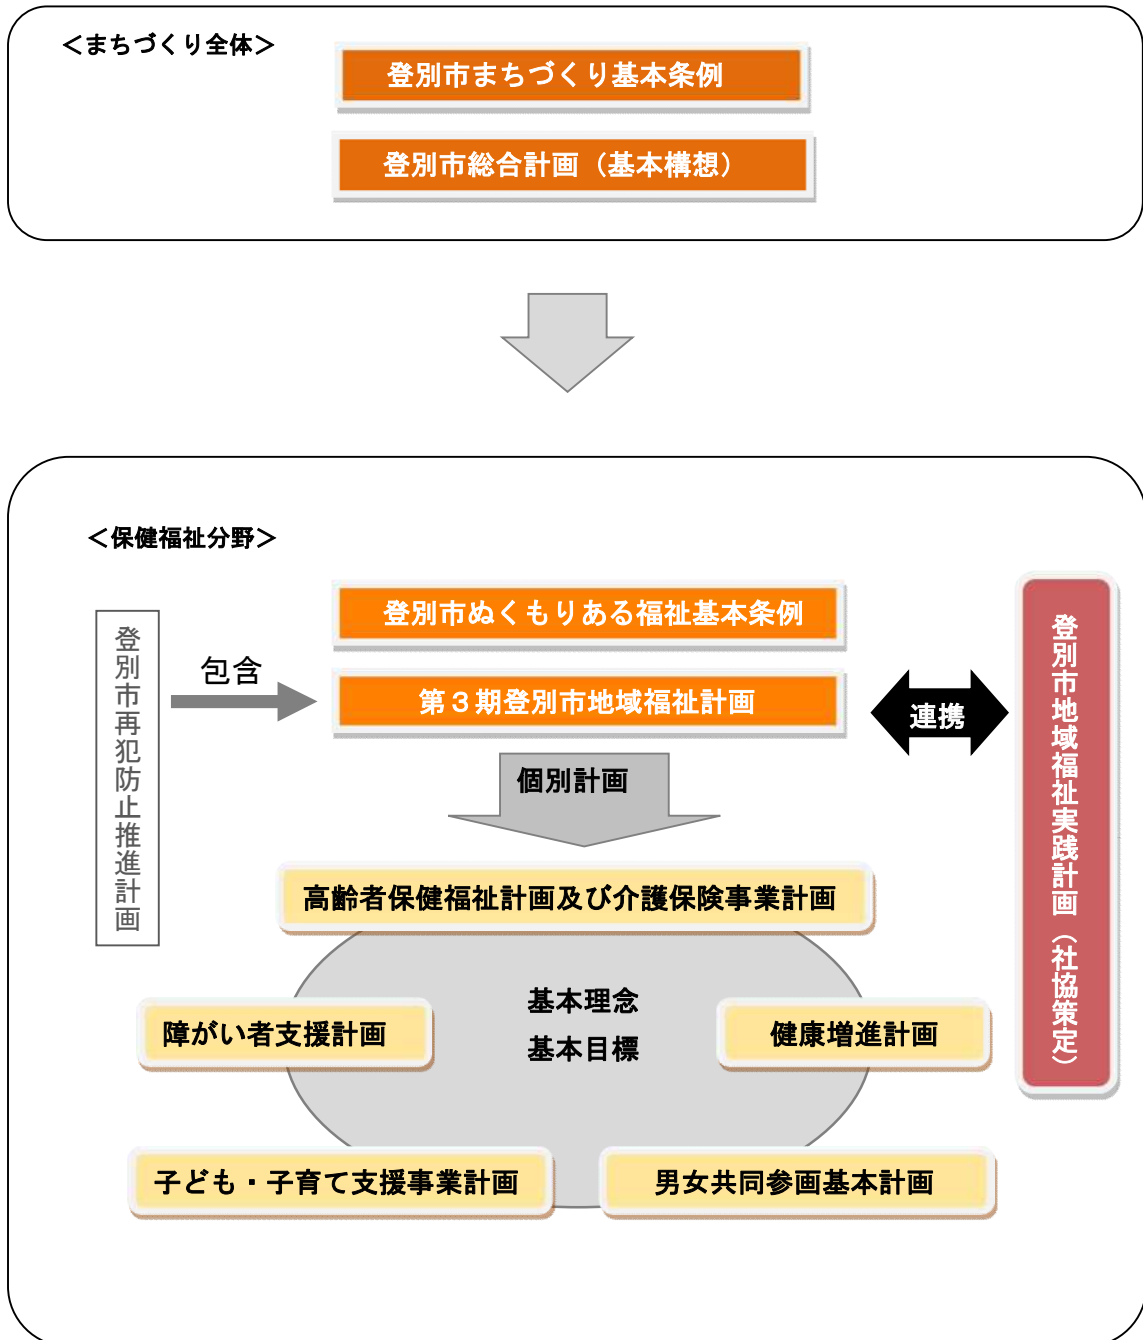 ＜まちづくり全体＞
登別市まちづくり基本条例
登別市総合計画（基本構想）
＜保健福祉分野＞
登別市ぬくもりある福祉基本条例
登別市再犯防止推進計画
包含
第３期登別市地域福祉計画
連携
登別市地域福祉実践計画（社協策定）
個別計画
高齢者保健福祉計画及び介護保険事業計画
基本理念
基本目標
障がい者支援計画
健康増進計画
子ども・子育て支援事業計画
男女共同参画基本計画